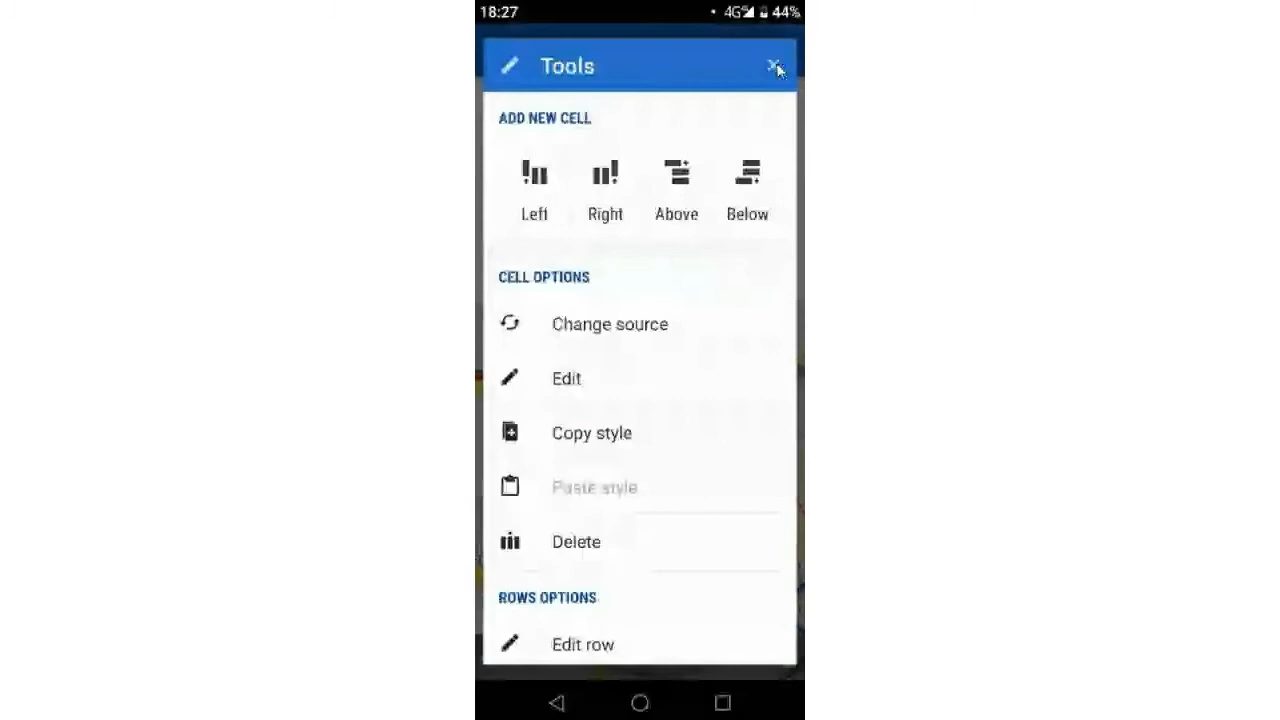 18:27 4G 44%
Tools
ADD NEW CELL
Left Right Above Below
CELL OPTIONS
Change source
Edit
Copy style
Paste style
Delete
ROWS OPTIONS
Edit row